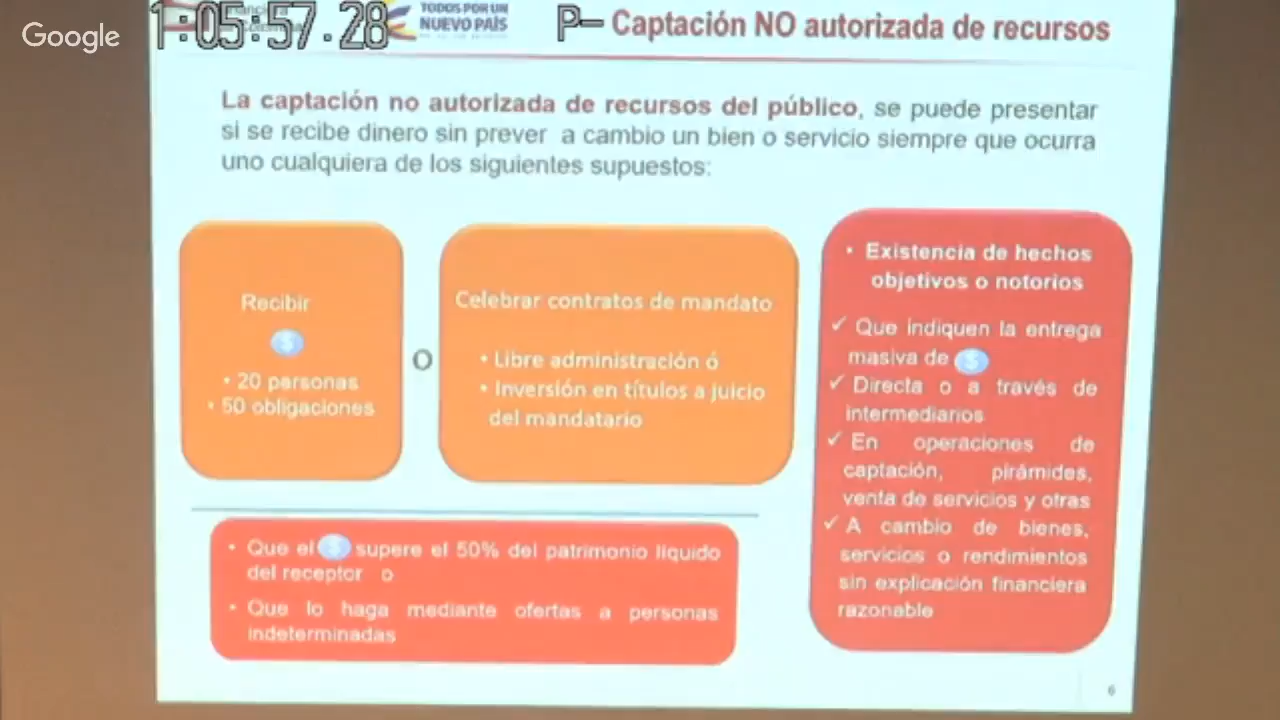 Google
1:05:57.28
TODOS POR UN
NUEVO PAÍS
P-
Captación NO autorizada de recursos
La captación no autorizada de recursos del público, se puede presentar
si se recibe dinero sin prever a cambio un bien o servicio siempre que ocurra
uno cualquiera de los siguientes supuestos:
Recibir
$
• 20 personas
• 50 obligaciones
O
Celebrar contratos de mandato
• Libre administración ó
• Inversión en títulos a juicio
del mandatario
• Que el $ supere el 50% del patrimonio líquido
del receptor o
• Que lo haga mediante ofertas a personas
indeterminadas
• Existencia de hechos
objetivos o notorios
✓ Que indiquen la entrega
masiva de $
✓ Directa o a través de
intermediarios
✓ En operaciones de
captación, pirámides,
venta de servicios y otras
✓ A cambio de bienes,
servicios o rendimientos
sin explicación financiera
razonable
6